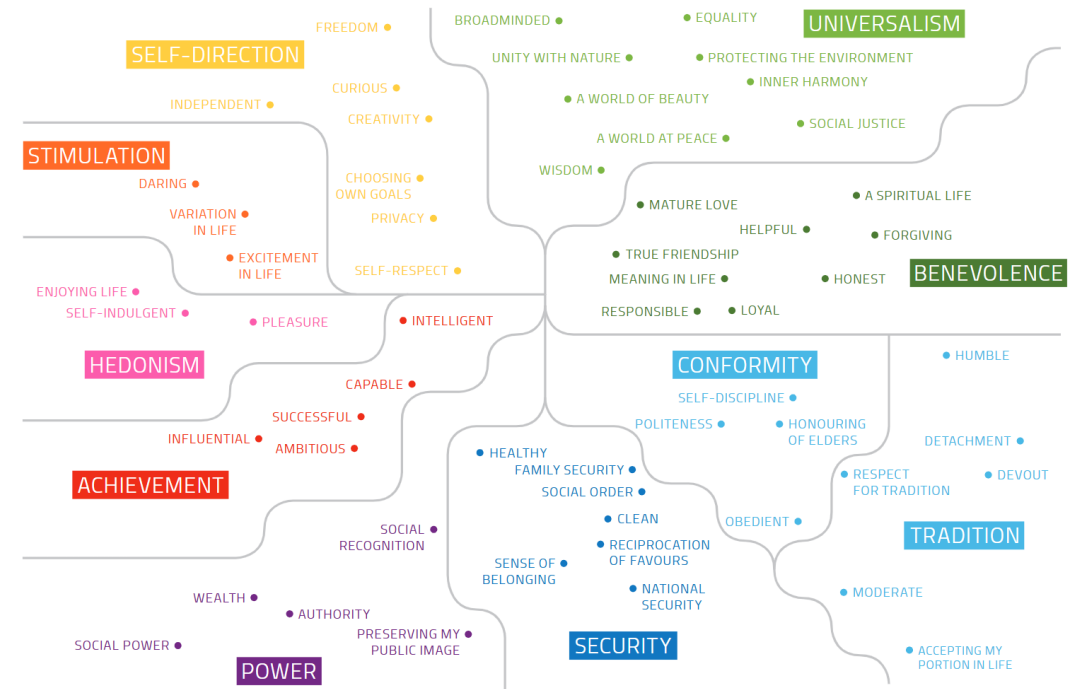 SELF-DIRECTION
FREEDOM
CURIOUS
INDEPENDENT
CREATIVITY
CHOOSING
OWN GOALS
PRIVACY
SELF-RESPECT
UNIVERSALISM
BROADMINDED
EQUALITY
UNITY WITH NATURE
PROTECTING THE ENVIRONMENT
INNER HARMONY
A WORLD OF BEAUTY
SOCIAL JUSTICE
A WORLD AT PEACE
WISDOM
STIMULATION
DARING
VARIATION
IN LIFE
EXCITEMENT
IN LIFE
BENEVOLENCE
A SPIRITUAL LIFE
MATURE LOVE
HELPFUL
FORGIVING
TRUE FRIENDSHIP
MEANING IN LIFE
HONEST
RESPONSIBLE
LOYAL
HEDONISM
ENJOYING LIFE
SELF-INDULGENT
PLEASURE
ACHIEVEMENT
INTELLIGENT
CAPABLE
SUCCESSFUL
INFLUENTIAL
AMBITIOUS
CONFORMITY
SELF-DISCIPLINE
POLITENESS
HONOURING
OF ELDERS
OBEDIENT
TRADITION
HUMBLE
DETACHMENT
RESPECT
FOR TRADITION
DEVOUT
MODERATE
ACCEPTING MY
PORTION IN LIFE
SECURITY
HEALTHY
FAMILY SECURITY
SOCIAL ORDER
CLEAN
RECIPROCATION
OF FAVOURS
SENSE OF
BELONGING
NATIONAL
SECURITY
POWER
SOCIAL
RECOGNITION
WEALTH
AUTHORITY
PRESERVING MY
PUBLIC IMAGE
SOCIAL POWER